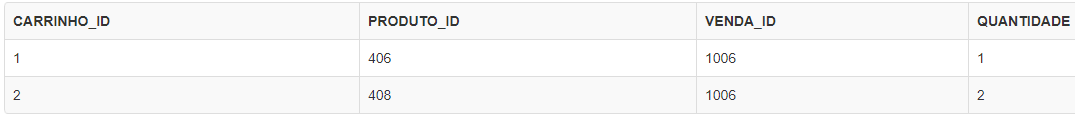 CARRINHO_ID PRODUTO_ID VENDA_ID QUANTIDADE
1 406 1006 1
2 408 1006 2